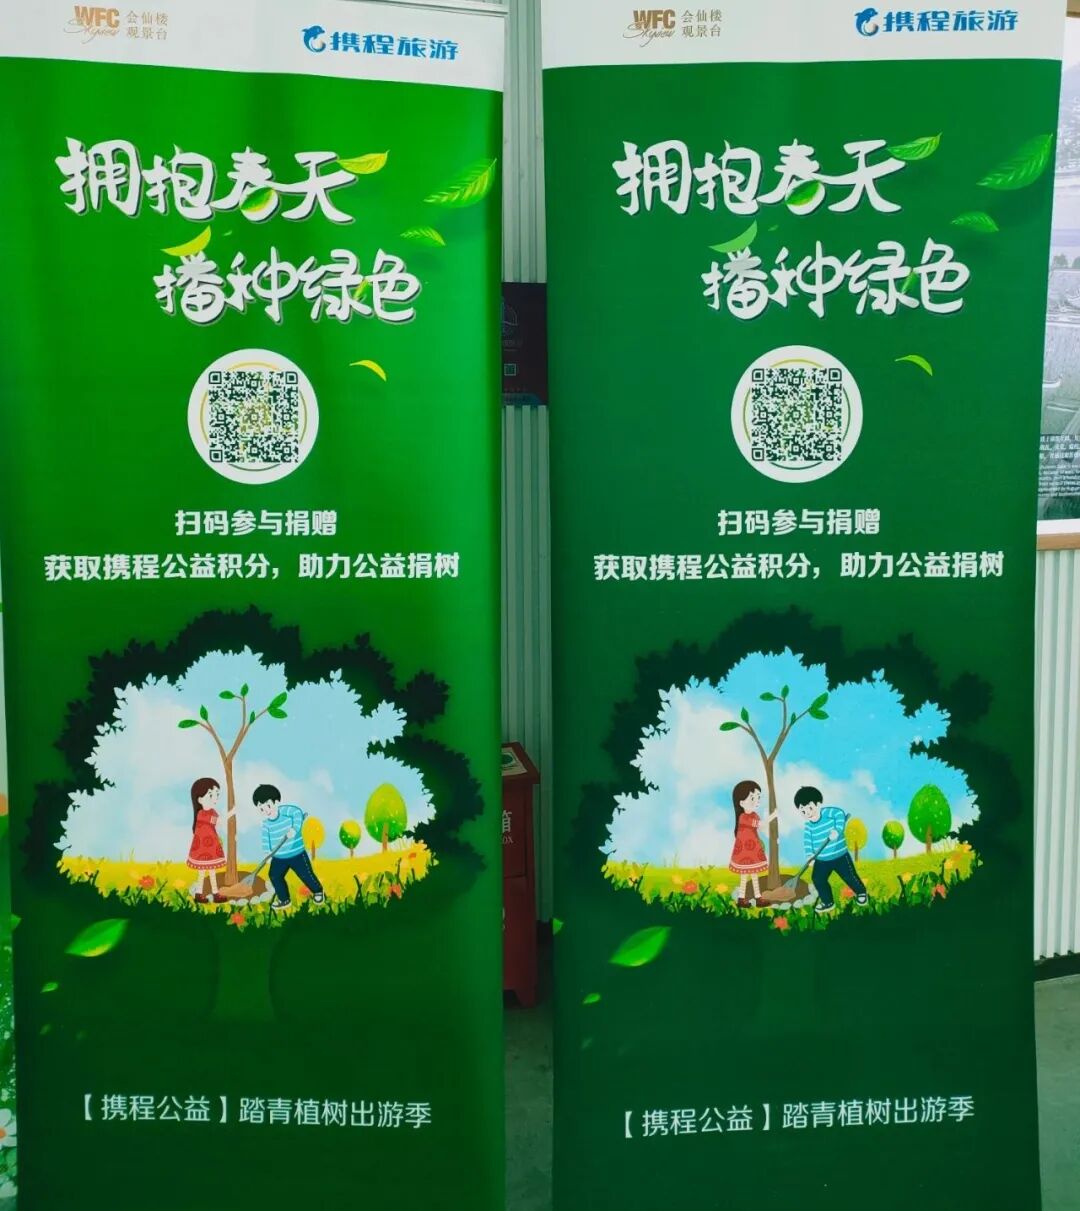 WFC 会仙楼
Skyview 观景台
携程旅游
拥抱春天
播种绿色
扫码参与捐赠
获取携程公益积分，助力公益捐树
【携程公益】踏青植树出游季
WFC 会仙楼
Skyview 观景台
携程旅游
拥抱春天
播种绿色
扫码参与捐赠
获取携程公益积分，助力公益捐树
【携程公益】踏青植树出游季
箱